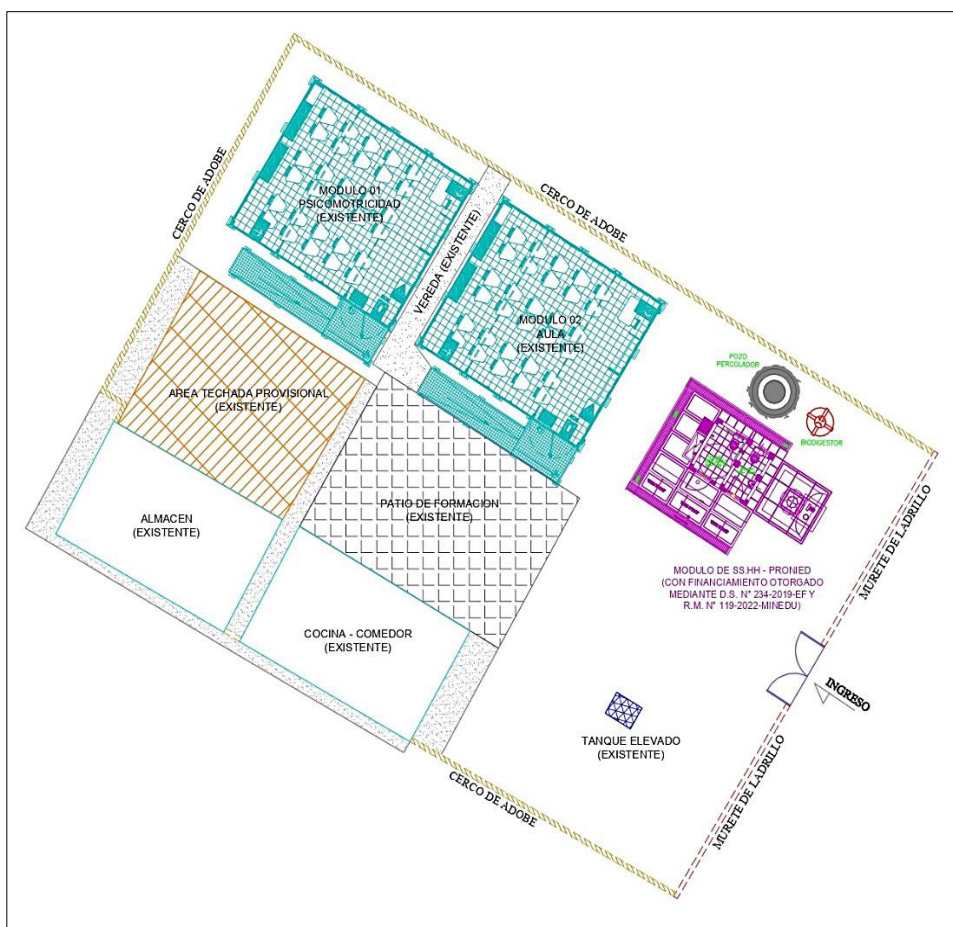 CERCO DE ADOBE
CERCO DE ADOBE
MODULO 01
PSICOMOTRICIDAD
(EXISTENTE)
VEREDA (EXISTENTE)
MODULO 02
AULA
(EXISTENTE)
POZO
PERCOLADOR
BIODIGESTOR
AREA TECHADA PROVISIONAL
(EXISTENTE)
PATIO DE FORMACION
(EXISTENTE)
ALMACEN
(EXISTENTE)
MURETE DE LADRILLO
MODULO DE SS.HH - PRONIED
(CON FINANCIAMIENTO OTORGADO
MEDIANTE D.S. N° 234-2019-EF Y
R.M. N° 119-2022-MINEDU)
COCINA - COMEDOR
(EXISTENTE)
INGRESO
TANQUE ELEVADO
(EXISTENTE)
MURETE DE LADRILLO
CERCO DE ADOBE